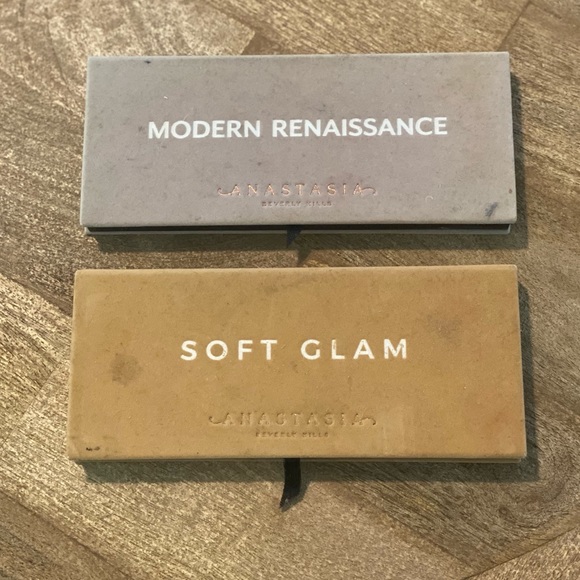 MODERN RENAISSANCE
ANASTASIA
BEVERLY HILLS
SOFT GLAM
ANASTASIA
BEVERLY HILLS